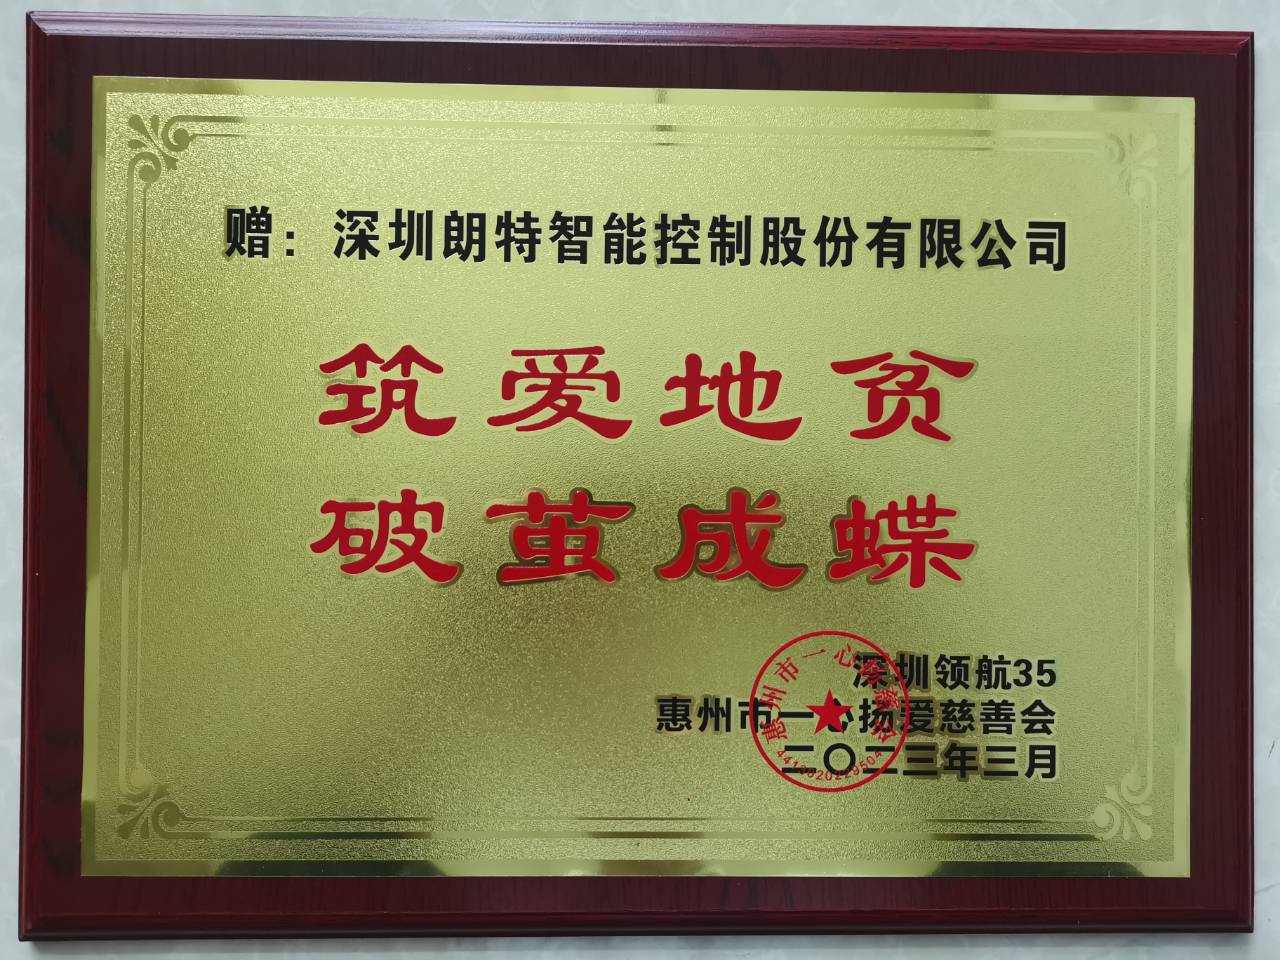 赠：深圳朗特智能控制股份有限公司
筑爱地贫
破茧成蝶
深圳领航35
惠州市一心扬爱慈善会
二〇二三年三月